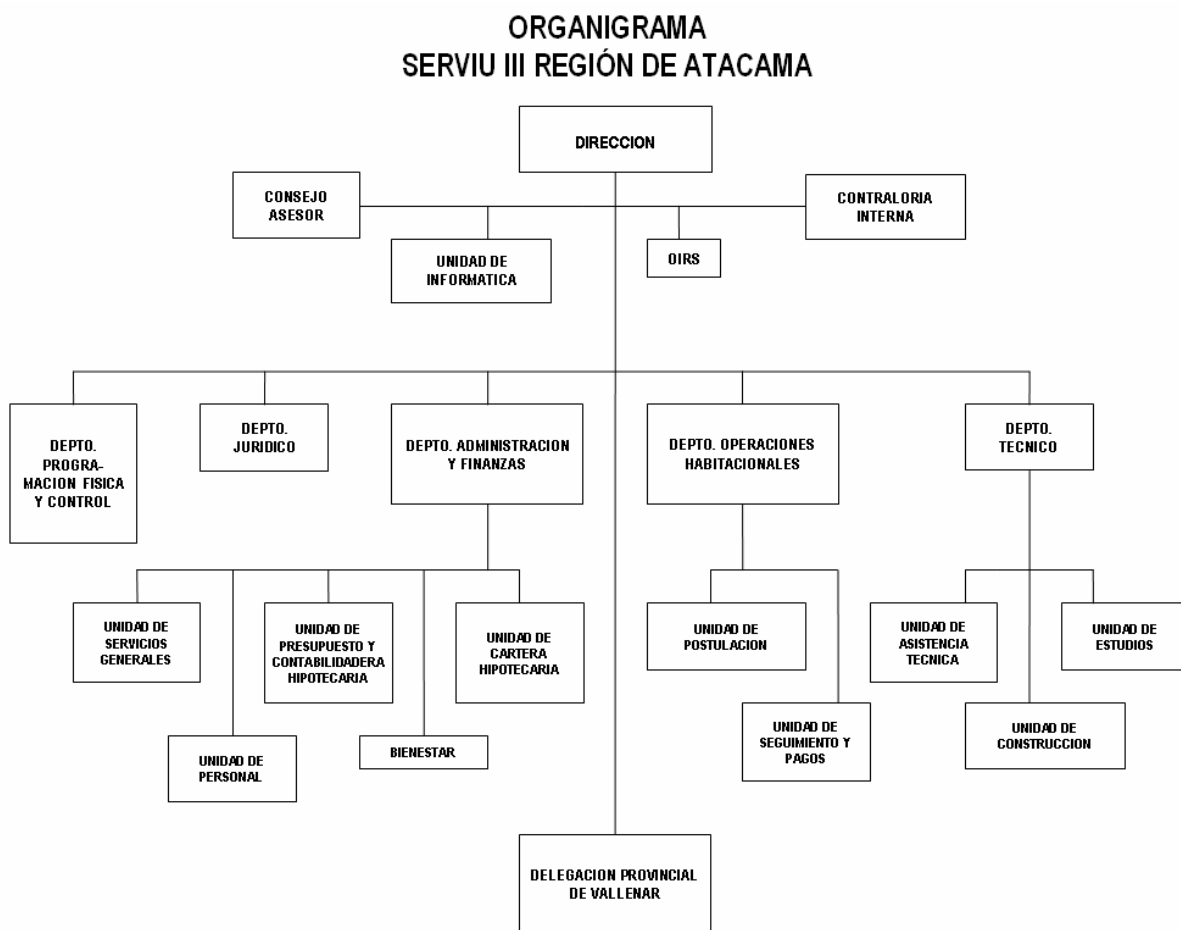 ORGANIGRAMA
SERVIU III REGIÓN DE ATACAMA
DIRECCION
CONSEJO
ASESOR
CONTRALORIA
INTERNA
UNIDAD DE
INFORMATICA
OIRS
DEPTO.
PROGRA-
MACION FISICA
Y CONTROL
DEPTO.
JURIDICO
DEPTO. ADMINISTRACION
Y FINANZAS
DEPTO. OPERACIONES
HABITACIONALES
DEPTO.
TECNICO
UNIDAD DE
SERVICIOS
GENERALES
UNIDAD DE
PRESUPUESTO Y
CONTABILIDADERA
HIPOTECARIA
UNIDAD DE
CARTERA
HIPOTECARIA
UNIDAD DE
POSTULACION
UNIDAD DE
ASISTENCIA
TECNICA
UNIDAD DE
ESTUDIOS
UNIDAD DE
PERSONAL
BIENESTAR
UNIDAD DE
SEGUIMIENTO Y
PAGOS
UNIDAD DE
CONSTRUCCION
DELEGACION PROVINCIAL
DE VALLENAR